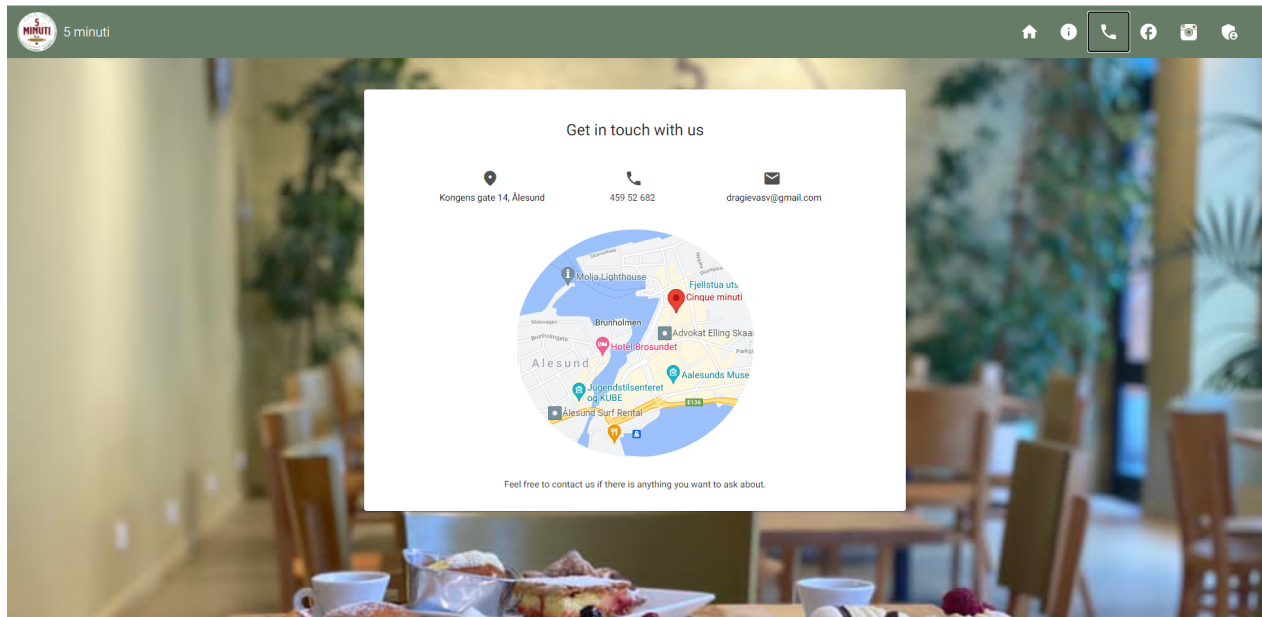 5
MINUTI
5 minuti
Get in touch with us
Kongens gate 14, Ålesund
459 52 682
dragievasv@gmail.com
Molja Lighthouse
Fjellstua uts
Cinque minuti
Brunholmen
Advokat Elling Skaa
Hotel Brosundet
Alesund
Aalesunds Muse
Jugendstilsenteret
og KUBE
E136
Ålesund Surf Rental
Feel free to contact us if there is anything you want to ask about.